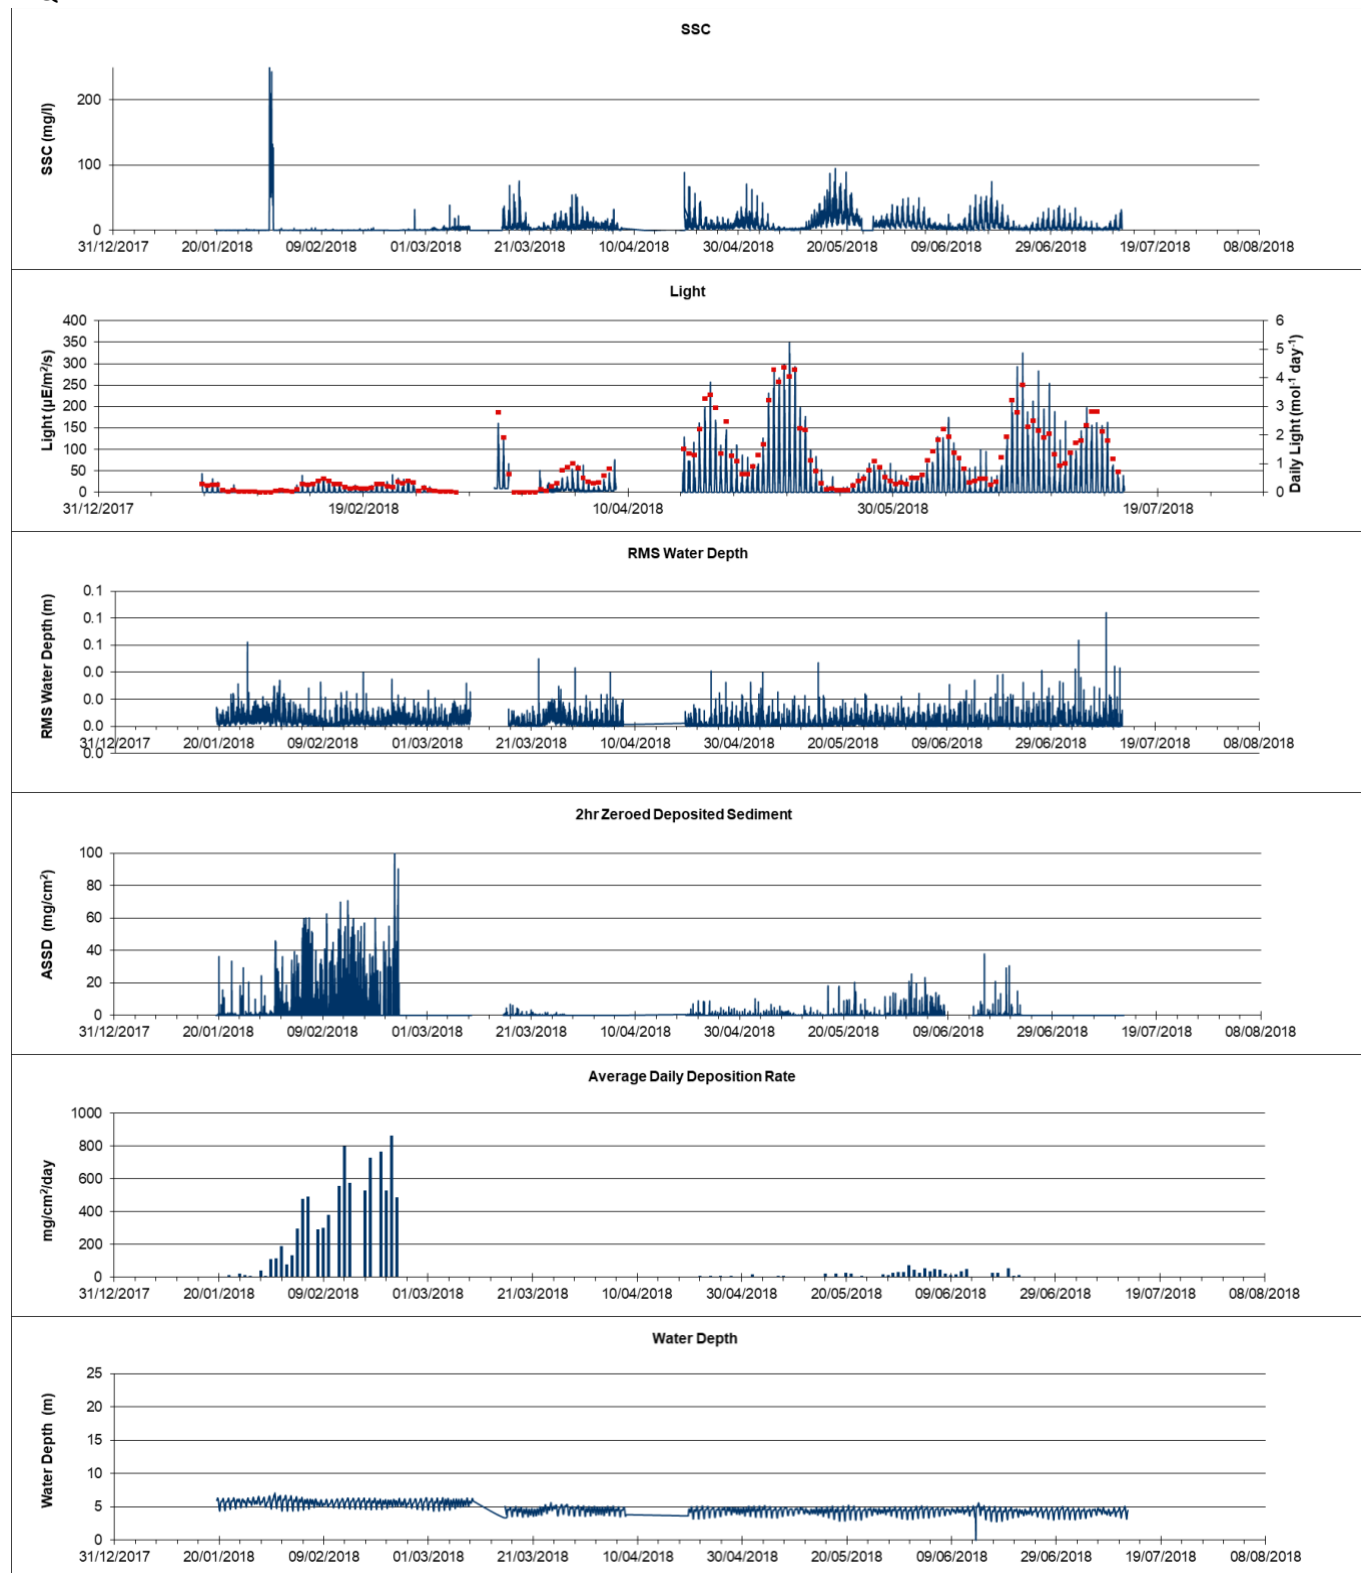 SSC
SSC (mg/l)
200
100
0
31/12/2017 20/01/2018 09/02/2018 01/03/2018 21/03/2018 10/04/2018 30/04/2018 20/05/2018 09/06/2018 29/06/2018 19/07/2018 08/08/2018
Light
Light (µE/m²/s)
Daily Light (mol⁻¹ day⁻¹)
400 6
350 5
300
250 4
200 3
150 2
100
50 1
0 0
31/12/2017 19/02/2018 10/04/2018 30/05/2018 19/07/2018
RMS Water Depth
RMS Water Depth (m)
0.1
0.1
0.1
0.0
0.0
0.0
31/12/2017 20/01/2018 09/02/2018 01/03/2018 21/03/2018 10/04/2018 30/04/2018 20/05/2018 09/06/2018 29/06/2018 19/07/2018 08/08/2018
0.0
2hr Zeroed Deposited Sediment
ASSD (mg/cm²)
100
80
60
40
20
0
31/12/2017 20/01/2018 09/02/2018 01/03/2018 21/03/2018 10/04/2018 30/04/2018 20/05/2018 09/06/2018 29/06/2018 19/07/2018 08/08/2018
Average Daily Deposition Rate
mg/cm²/day
1000
800
600
400
200
0
31/12/2017 20/01/2018 09/02/2018 01/03/2018 21/03/2018 10/04/2018 30/04/2018 20/05/2018 09/06/2018 29/06/2018 19/07/2018 08/08/2018
Water Depth
Water Depth (m)
25
20
15
10
5
0
31/12/2017 20/01/2018 09/02/2018 01/03/2018 21/03/2018 10/04/2018 30/04/2018 20/05/2018 09/06/2018 29/06/2018 19/07/2018 08/08/2018